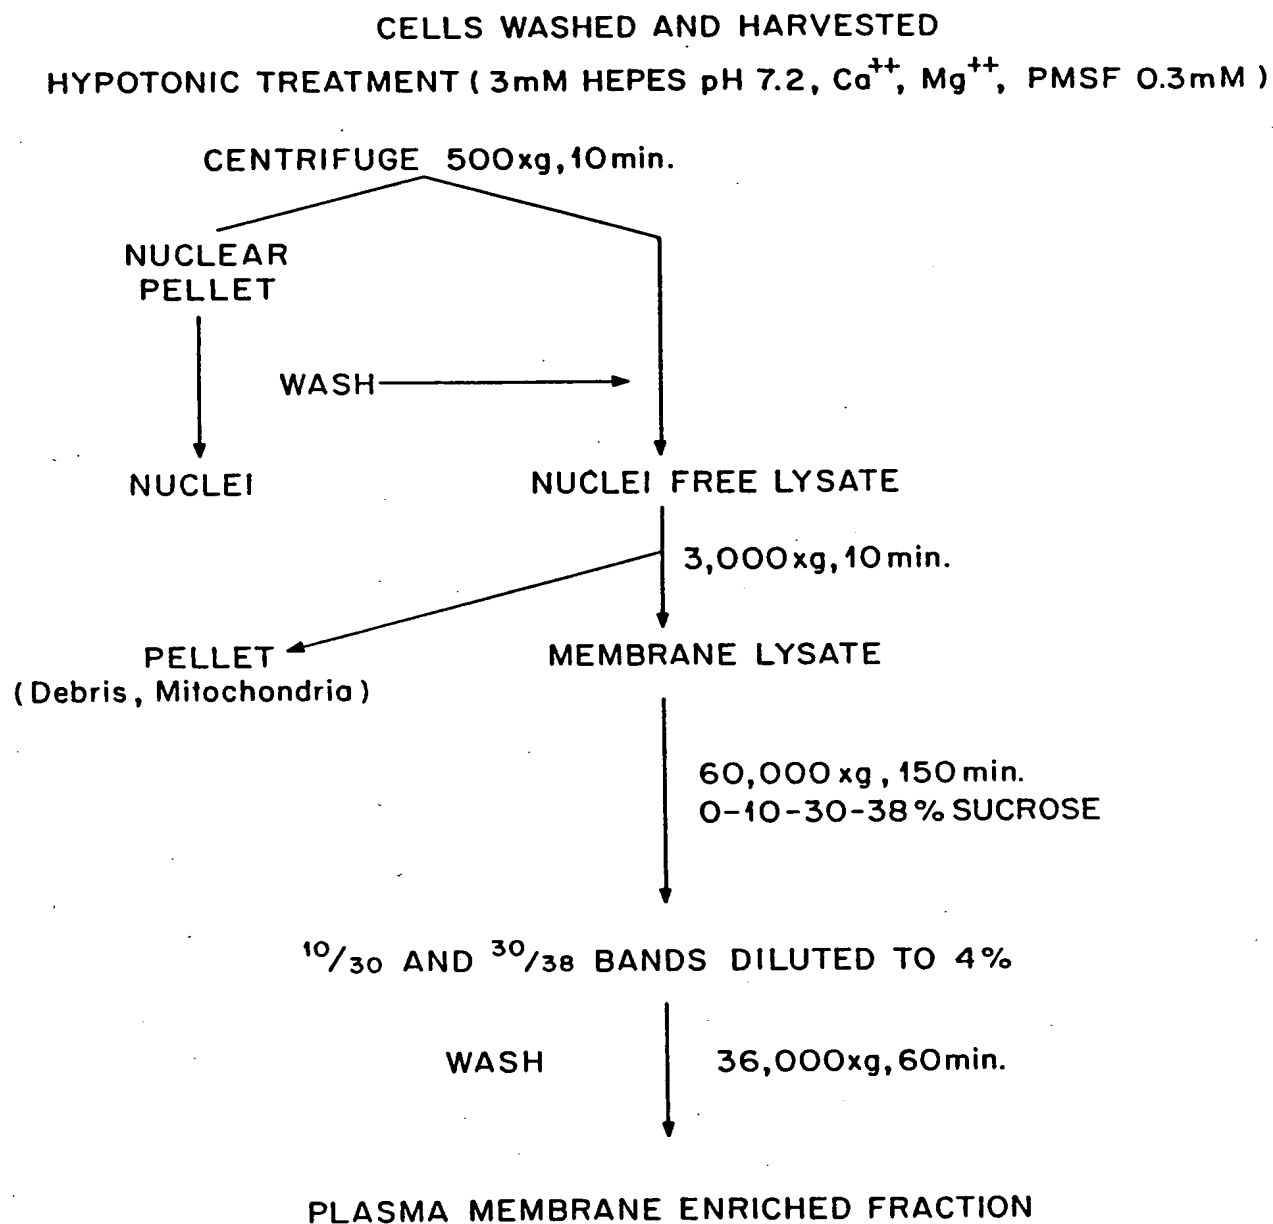 CELLS WASHED AND HARVESTED
HYPOTONIC TREATMENT (3mM HEPES pH 7.2, Ca⁺⁺, Mg⁺⁺, PMSF 0.3mM)
CENTRIFUGE 500xg, 10min.
NUCLEAR
PELLET
WASH
NUCLEI
NUCLEI FREE LYSATE
3,000xg, 10min.
PELLET
(Debris, Mitochondria)
MEMBRANE LYSATE
60,000xg, 150min.
0-10-30-38% SUCROSE
¹⁰/₃₀ AND ³⁰/₃₈ BANDS DILUTED TO 4%
WASH
36,000xg, 60min.
PLASMA MEMBRANE ENRICHED FRACTION